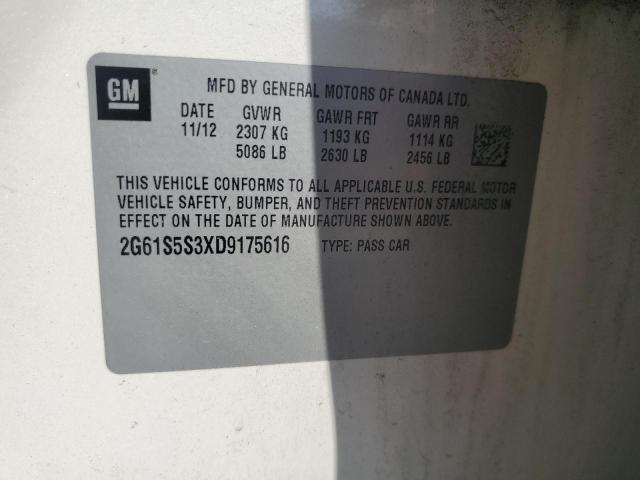 GM
MFD BY GENERAL MOTORS OF CANADA LTD.
DATE GVWR GAWR FRT GAWR RR
11/12 2307 KG 1193 KG 1114 KG
5086 LB 2630 LB 2456 LB
THIS VEHICLE CONFORMS TO ALL APPLICABLE U.S. FEDERAL MOTOR
VEHICLE SAFETY, BUMPER, AND THEFT PREVENTION STANDARDS IN
EFFECT ON THE DATE OF MANUFACTURE SHOWN ABOVE.
2G61S5S3XD9175616 TYPE: PASS CAR